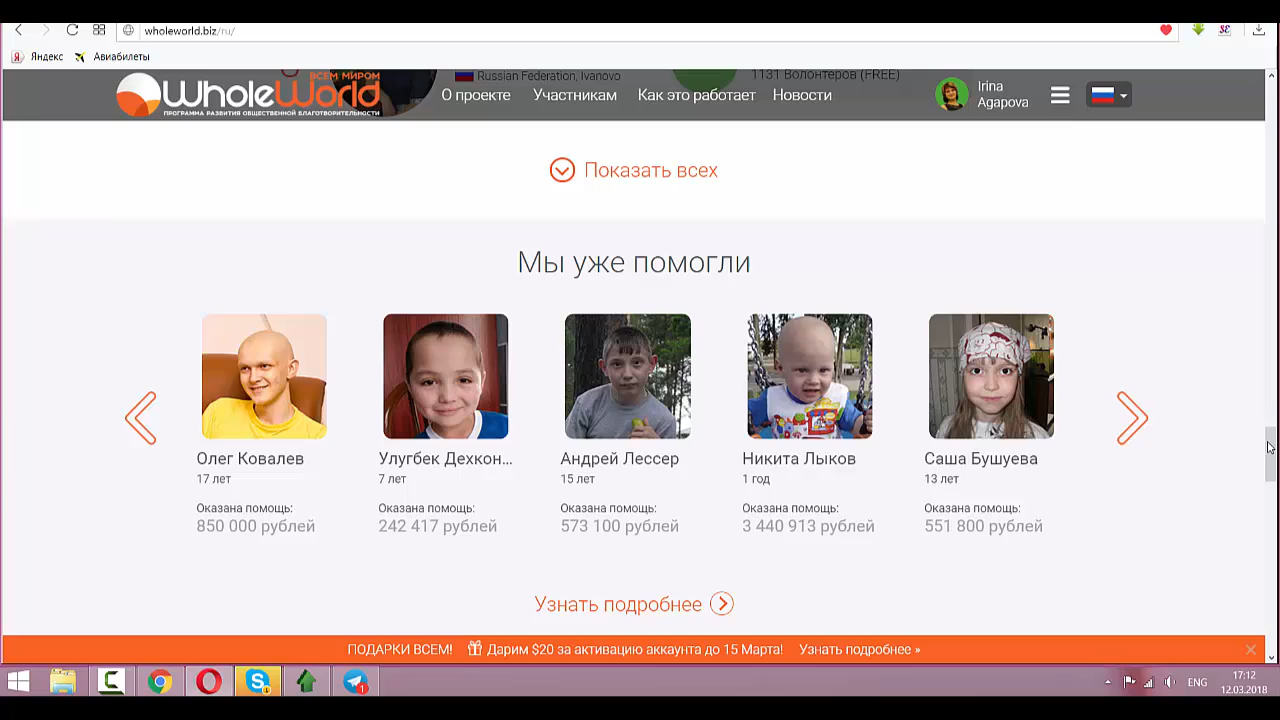 wholeworld.biz/ru/
Яндекс Авиабилеты
ВСЕМ МИРОМ
WholeWorld
ПРОГРАММА РАЗВИТИЯ ОБЩЕСТВЕННОЙ БЛАГОТВОРИТЕЛЬНОСТИ
Russian Federation, Ivanovo
1131 Волонтеров (FREE)
О проекте Участникам Как это работает Новости
Irina
Agapova
Показать всех
Мы уже помогли
Олег Ковалев Улугбек Дехкон... Андрей Лессер Никита Лыков Саша Бушуева
17 лет 7 лет 15 лет 1 год 13 лет
Оказана помощь: Оказана помощь: Оказана помощь: Оказана помощь: Оказана помощь:
850 000 рублей 242 417 рублей 573 100 рублей 3 440 913 рублей 551 800 рублей
Узнать подробнее
ПОДАРКИ ВСЕМ! Дарим $20 за активацию аккаунта до 15 Марта! Узнать подробнее »
ENG
17:12
12.03.2018